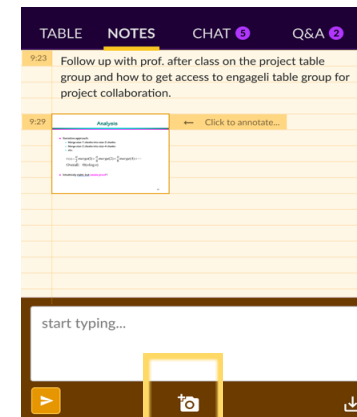 TABLE NOTES CHAT 5 Q&A 2
9:23 Follow up with prof. after class on the project table
group and how to get access to engageli table group for
project collaboration.
9:29 Analysis ← Click to annotate...
start typing...